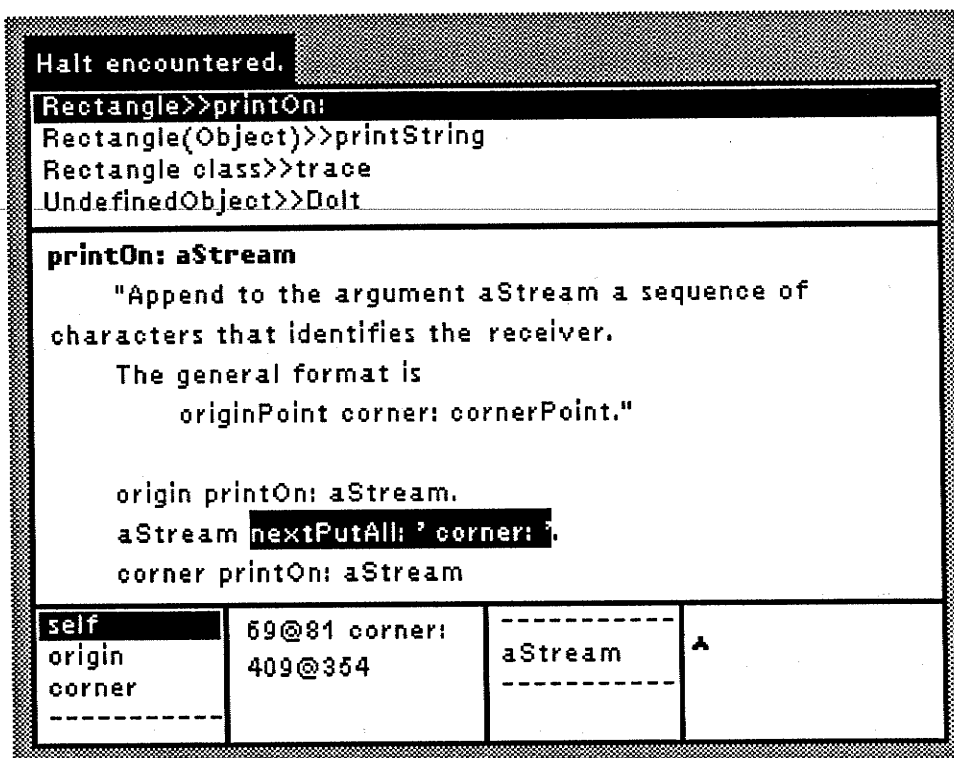 Halt encountered.
Rectangle>>printOn:
Rectangle(Object)>>printString
Rectangle class>>trace
UndefinedObject>>DoIt
printOn: aStream
"Append to the argument aStream a sequence of
characters that identifies the receiver.
The general format is
originPoint corner: cornerPoint."
origin printOn: aStream.
aStream nextPutAll: ' corner: '.
corner printOn: aStream
self
origin
corner
------------
69@81 corner:
409@354
------------
aStream
------------